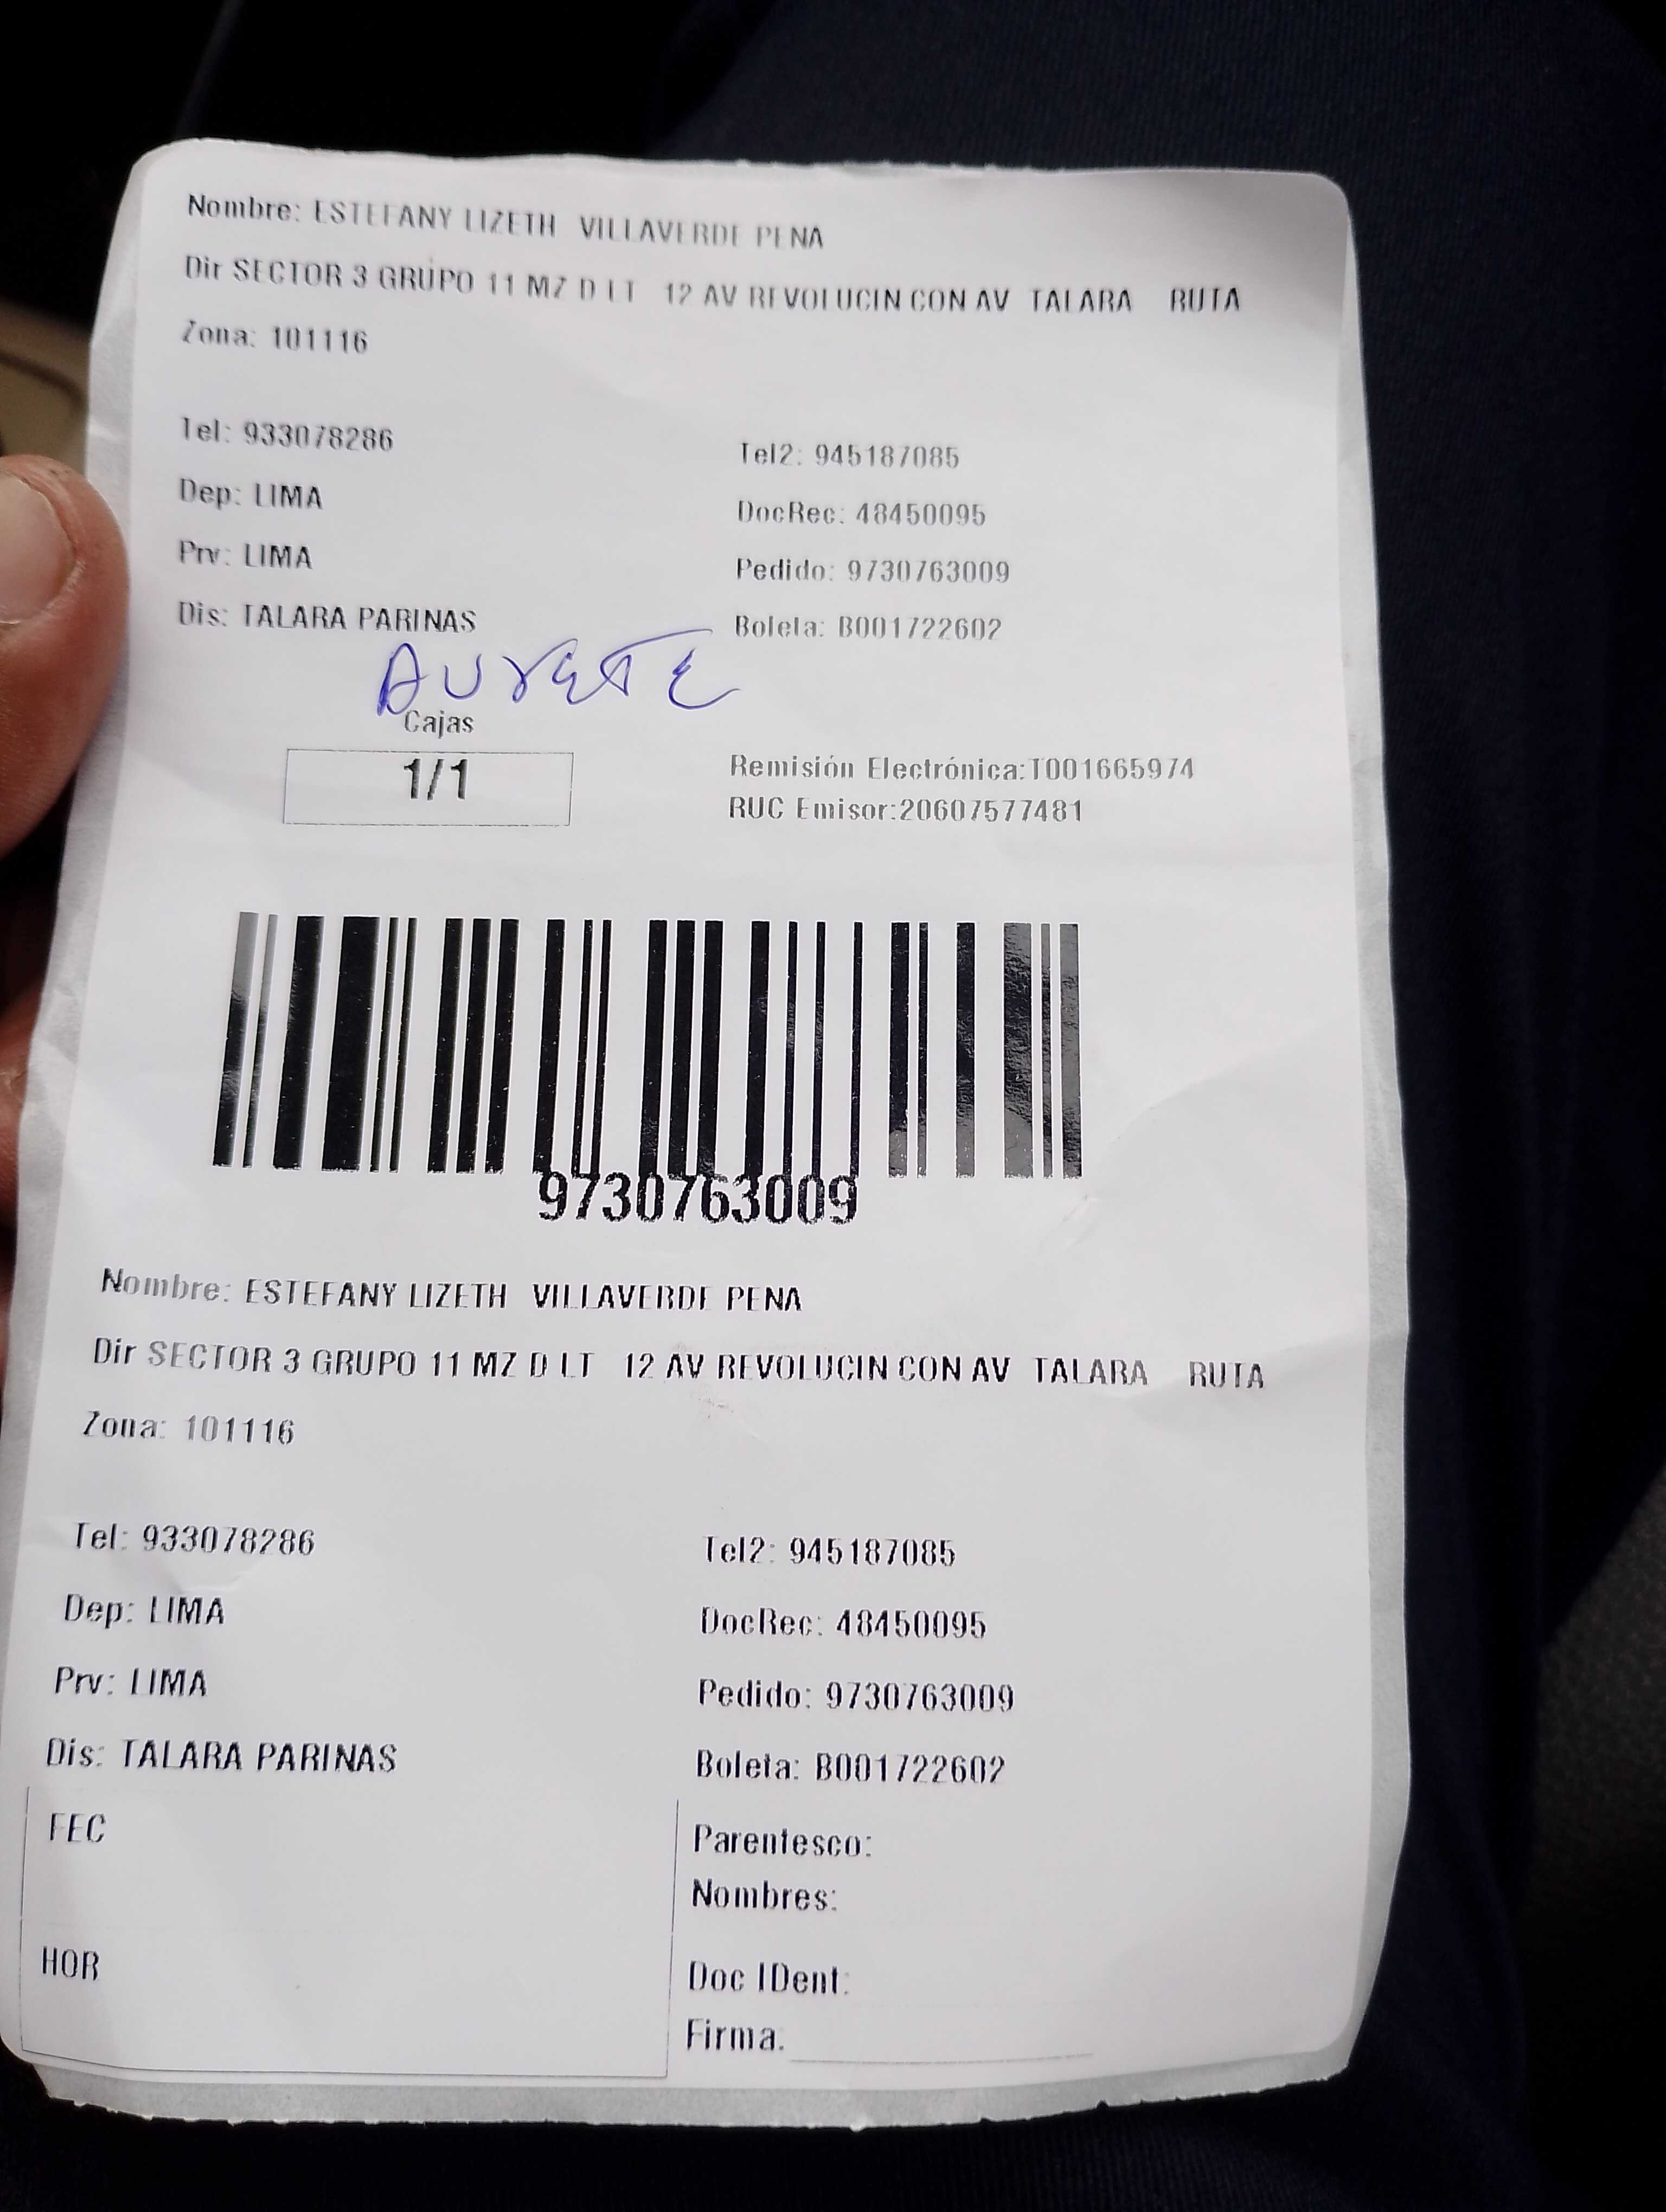 Nombre: ESTEFANY LIZETH VILLAVERDE PENA
Dir SECTOR 3 GRUPO 11 MZ D LT 12 AV REVOLUCIN CON AV TALARA RUTA
Zona: 101116
Tel: 933078286 Tel2: 945187085
Dep: LIMA DocRec: 48450095
Prv: LIMA Pedido: 9730763009
Dis: TALARA PARINAS Boleta: B001722602
Cajas
1/1
Remisión Electrónica:T001665974
RUC Emisor:20607577481
9730763009
Nombre: ESTEFANY LIZETH VILLAVERDE PENA
Dir SECTOR 3 GRUPO 11 MZ D LT 12 AV REVOLUCIN CON AV TALARA RUTA
Zona: 101116
Tel: 933078286 Tel2: 945187085
Dep: LIMA DocRec: 48450095
Prv: LIMA Pedido: 9730763009
Dis: TALARA PARINAS Boleta: B001722602
FEC
Parentesco:
Nombres:
HOR
Doc IDent:
Firma.